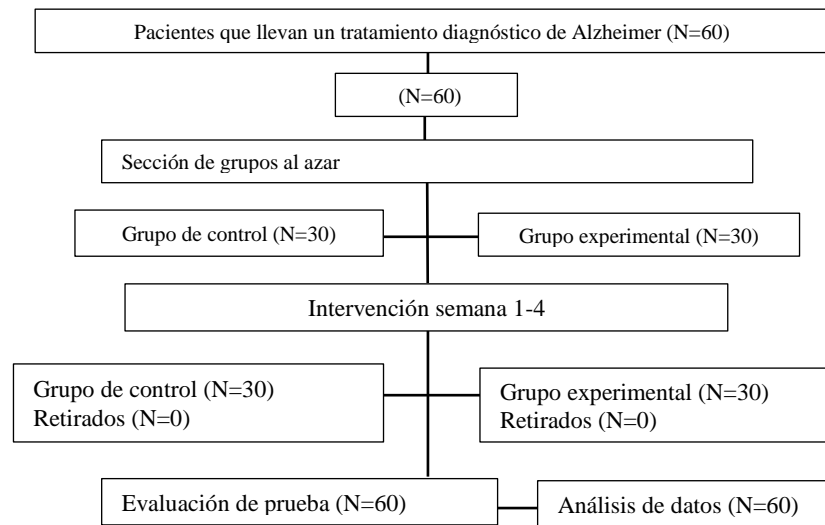 Pacientes que llevan un tratamiento diagnóstico de Alzheimer (N=60)
(N=60)
Sección de grupos al azar
Grupo de control (N=30)
Grupo experimental (N=30)
Intervención semana 1-4
Grupo de control (N=30)
Retirados (N=0)
Grupo experimental (N=30)
Retirados (N=0)
Evaluación de prueba (N=60)
Análisis de datos (N=60)